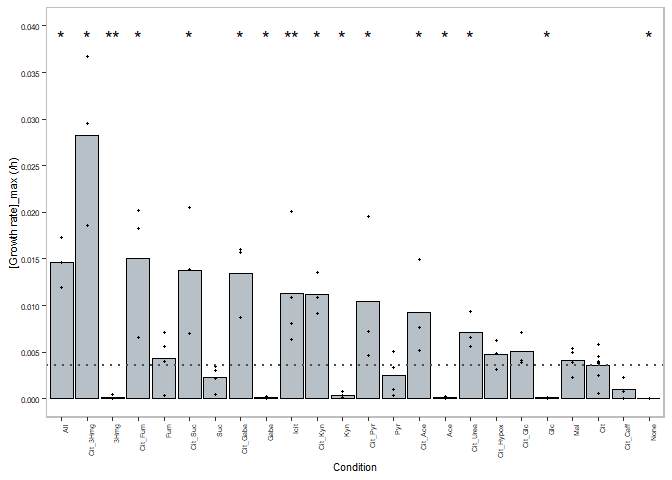 0.040
0.035
0.030
0.025
0.020
0.015
0.010
0.005
0.000
[Growth rate]_max (/h)
* * ** * * * * ** * * * * * * * *
All
Cit_3Hmg
3Hmg
Cit_Fum
Fum
Cit_Suc
Suc
Cit_Gaba
Gaba
Icit
Cit_Kyn
Kyn
Cit_Pyr
Pyr
Cit_Ace
Ace
Cit_Urea
Cit_Hypox
Cit_Glc
Glc
Mal
Cit
Cit_Caff
None
Condition